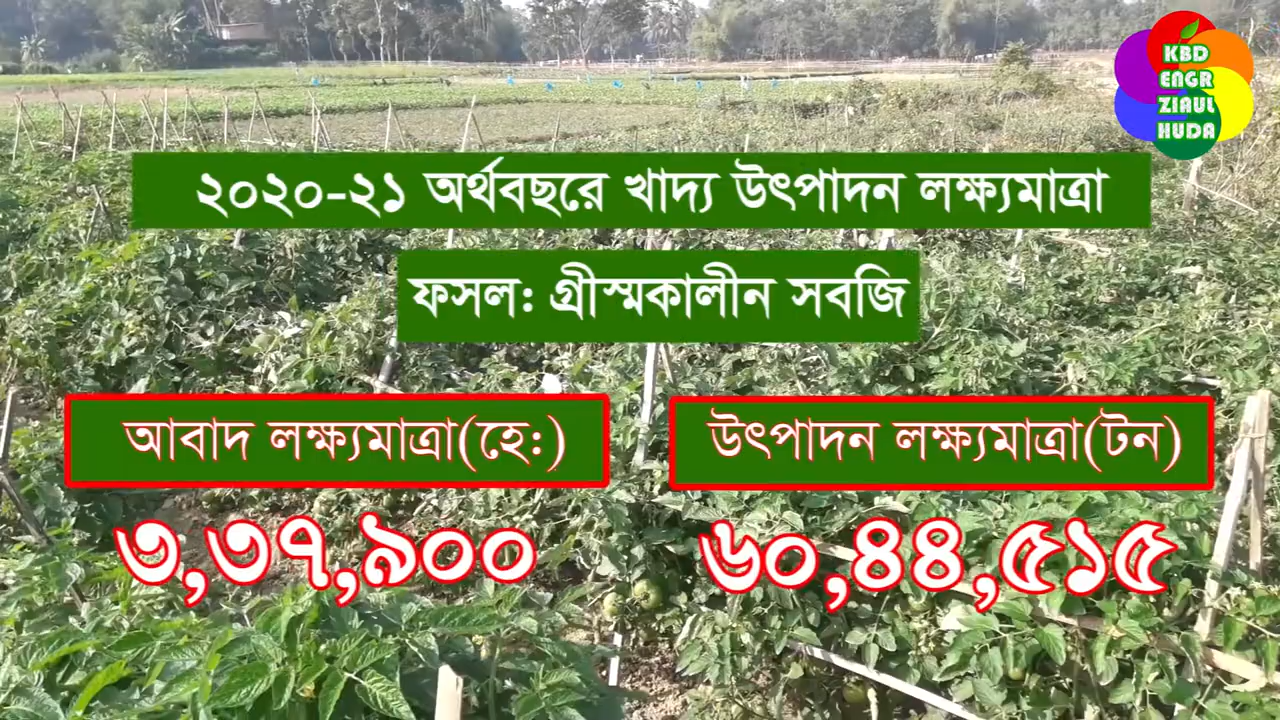 KBD
ENGR
ZIAUL
HUDA
২০২০-২১ অর্থবছরে খাদ্য উৎপাদন লক্ষ্যমাত্রা
ফসল: গ্রীস্মকালীন সবজি
আবাদ লক্ষ্যমাত্রা(হে:)
উৎপাদন লক্ষ্যমাত্রা(টন)
৩,৩৭,৯০০
৬০,৪৪,৫১৫